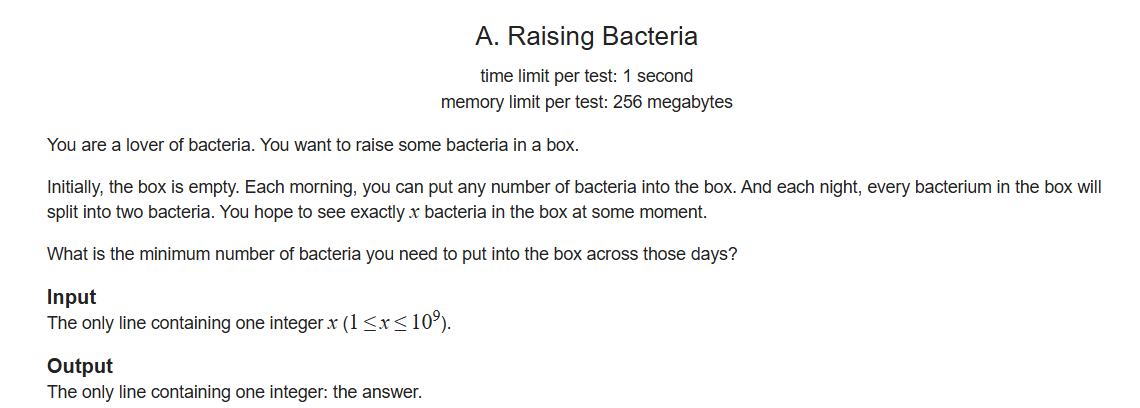 A. Raising Bacteria
time limit per test: 1 second
memory limit per test: 256 megabytes
You are a lover of bacteria. You want to raise some bacteria in a box.
Initially, the box is empty. Each morning, you can put any number of bacteria into the box. And each night, every bacterium in the box will
split into two bacteria. You hope to see exactly x bacteria in the box at some moment.
What is the minimum number of bacteria you need to put into the box across those days?
Input
The only line containing one integer x (1 ≤ x ≤ 10⁹).
Output
The only line containing one integer: the answer.